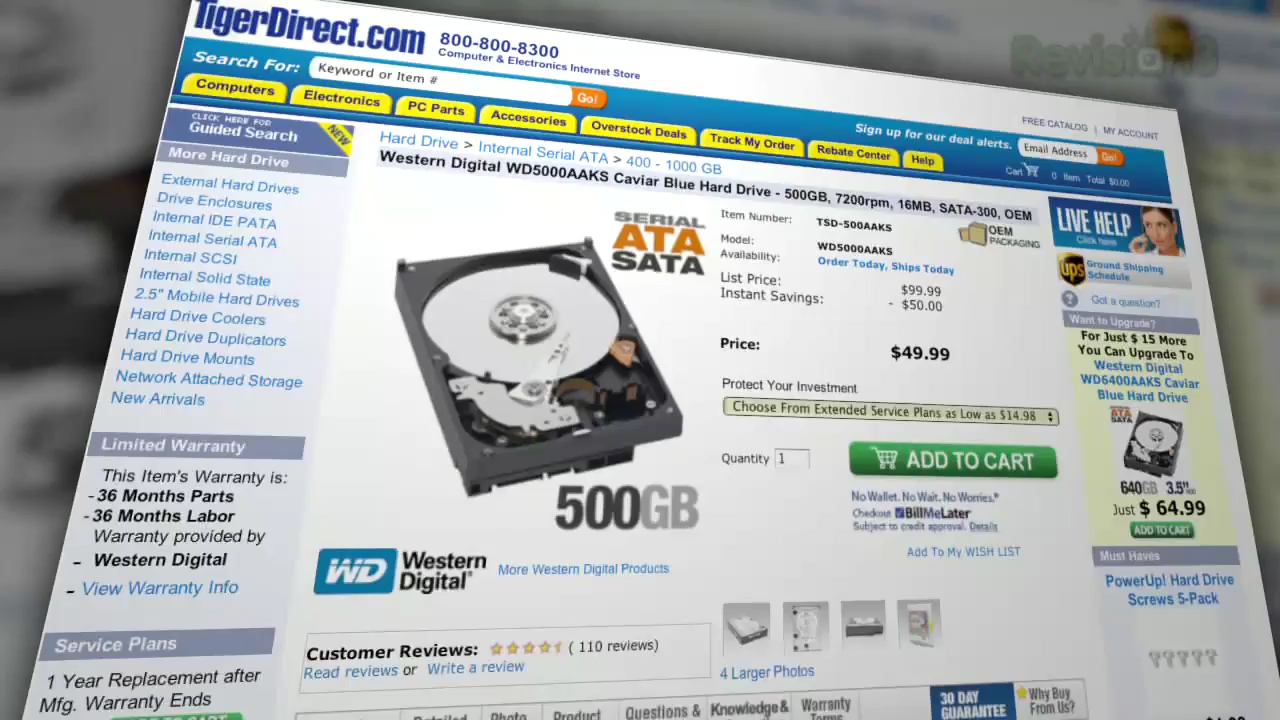 TigerDirect.com
800-800-8300
Computer & Electronics Internet Store
Revision3
Search For:
Keyword or Item #
Go!
FREE CATALOG | MY ACCOUNT
Computers
Electronics
PC Parts
Accessories
Overstock Deals
Track My Order
Rebate Center
Help
Sign up for our deal alerts.
Email Address
Go!
Cart 0 Item Total $0.00
CLICK HERE FOR
Guided Search
NEW
More Hard Drive
External Hard Drives
Drive Enclosures
Internal IDE PATA
Internal Serial ATA
Internal SCSI
Internal Solid State
2.5" Mobile Hard Drives
Hard Drive Coolers
Hard Drive Duplicators
Hard Drive Mounts
Network Attached Storage
New Arrivals
Limited Warranty
This Item's Warranty is:
-36 Months Parts
-36 Months Labor
Warranty provided by
- Western Digital
- View Warranty Info
Service Plans
1 Year Replacement after
Mfg. Warranty Ends
ADD TO CART
Hard Drive > Internal Serial ATA > 400 - 1000 GB
Western Digital WD5000AAKS Caviar Blue Hard Drive - 500GB, 7200rpm, 16MB, SATA-300, OEM
SERIAL
ATA
SATA
500GB
WD Western
Digital
More Western Digital Products
Item Number: TSD-500AAKS
Model: WD5000AAKS
Availability: Order Today, Ships Today
OEM
PACKAGING
List Price: $99.99
Instant Savings: - $50.00
Price: $49.99
Protect Your Investment
Choose From Extended Service Plans as Low as $14.98
Quantity 1
ADD TO CART
No Wallet. No Wait. No Worries.®
Checkout BillMeLater
Subject to credit approval. Details
Add To My WISH LIST
4 Larger Photos
Customer Reviews: ( 110 reviews)
Read reviews or Write a review
Detailed
Photo
Product
Questions &
Knowledge &
Warranty
Terms
30 DAY
GUARANTEE
Why Buy
From Us?
LIVE HELP
Click here
ups
Ground Shipping
Schedule
Got a question?
Want to Upgrade?
For Just $ 15 More
You Can Upgrade To
Western Digital
WD6400AAKS Caviar
Blue Hard Drive
ATA
SATA
640GB 3.5"
Just $ 64.99
ADD TO CART
Must Haves
PowerUp! Hard Drive
Screws 5-Pack